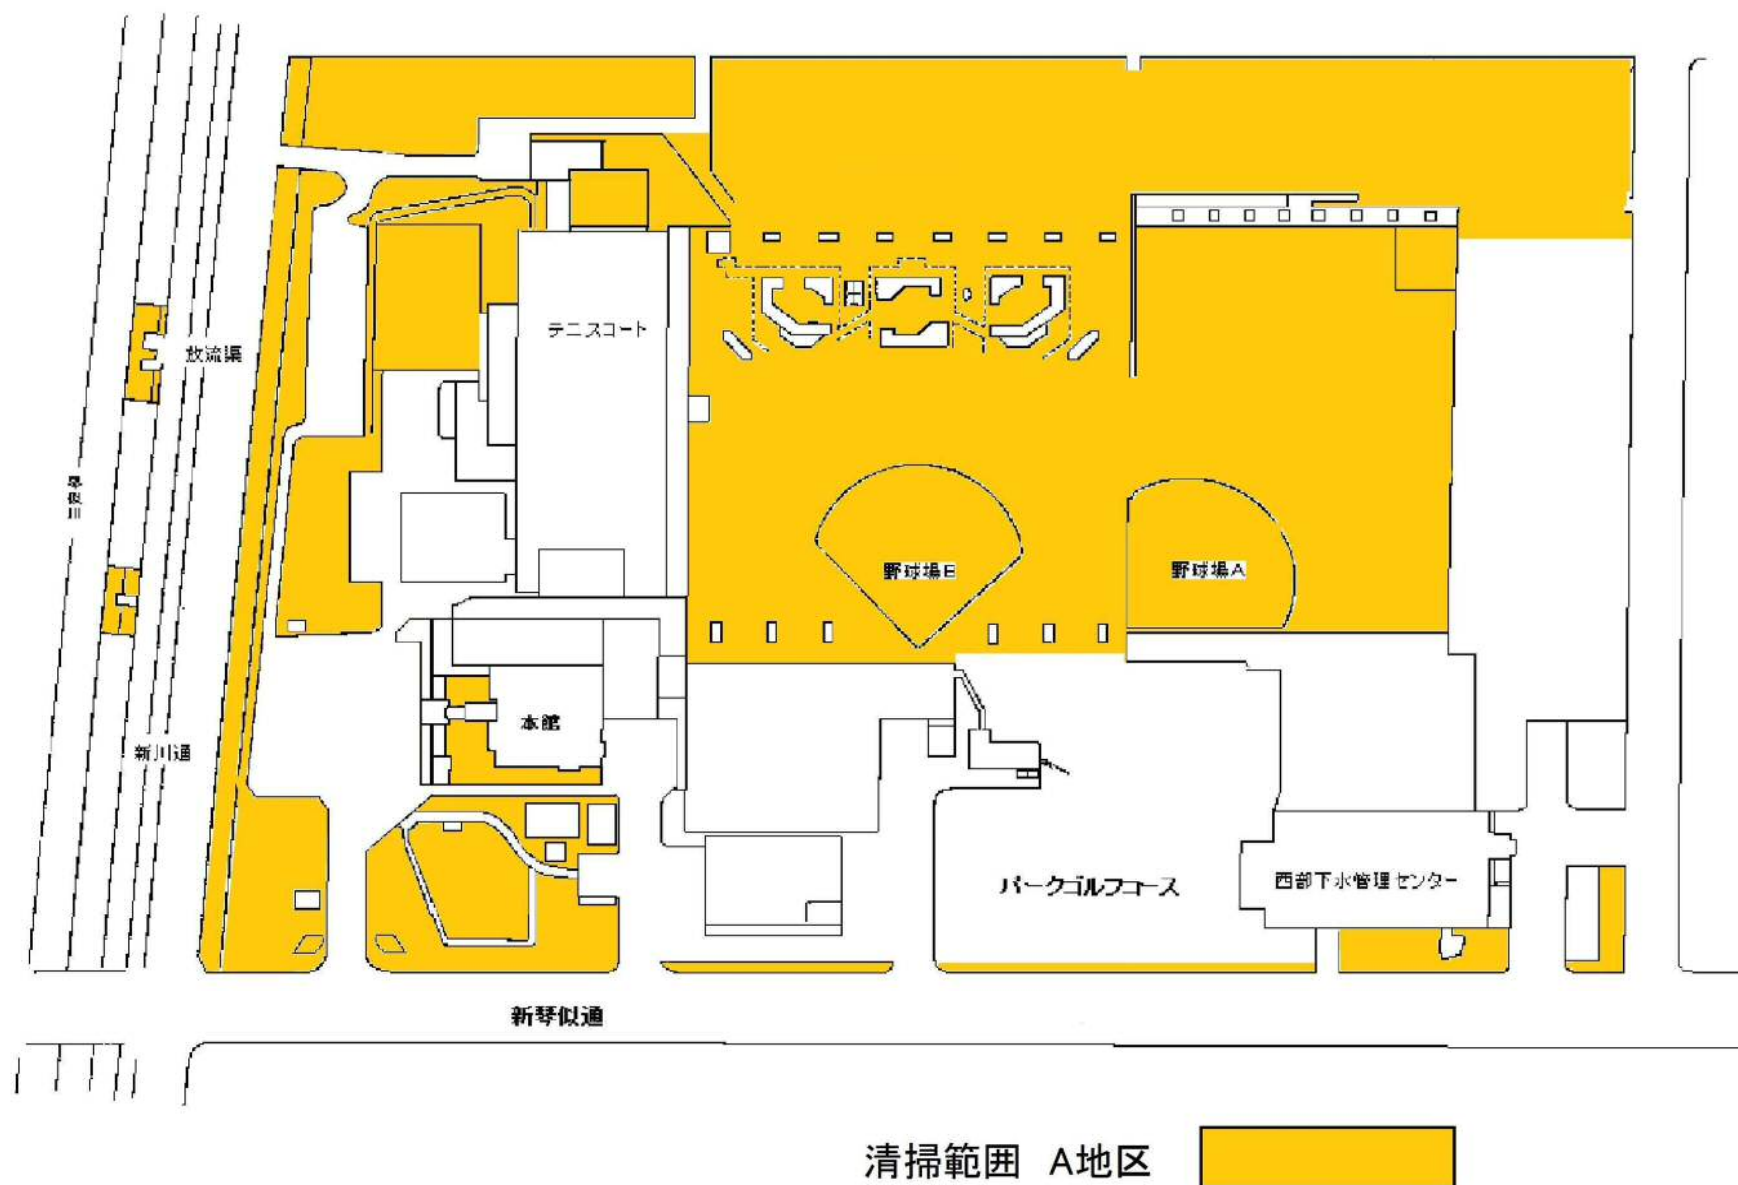 テニスコート
放流渠
野球場B
野球場A
本館
新川通
パークゴルフコース
西部下水管理センター
新琴似通
清掃範囲 A地区